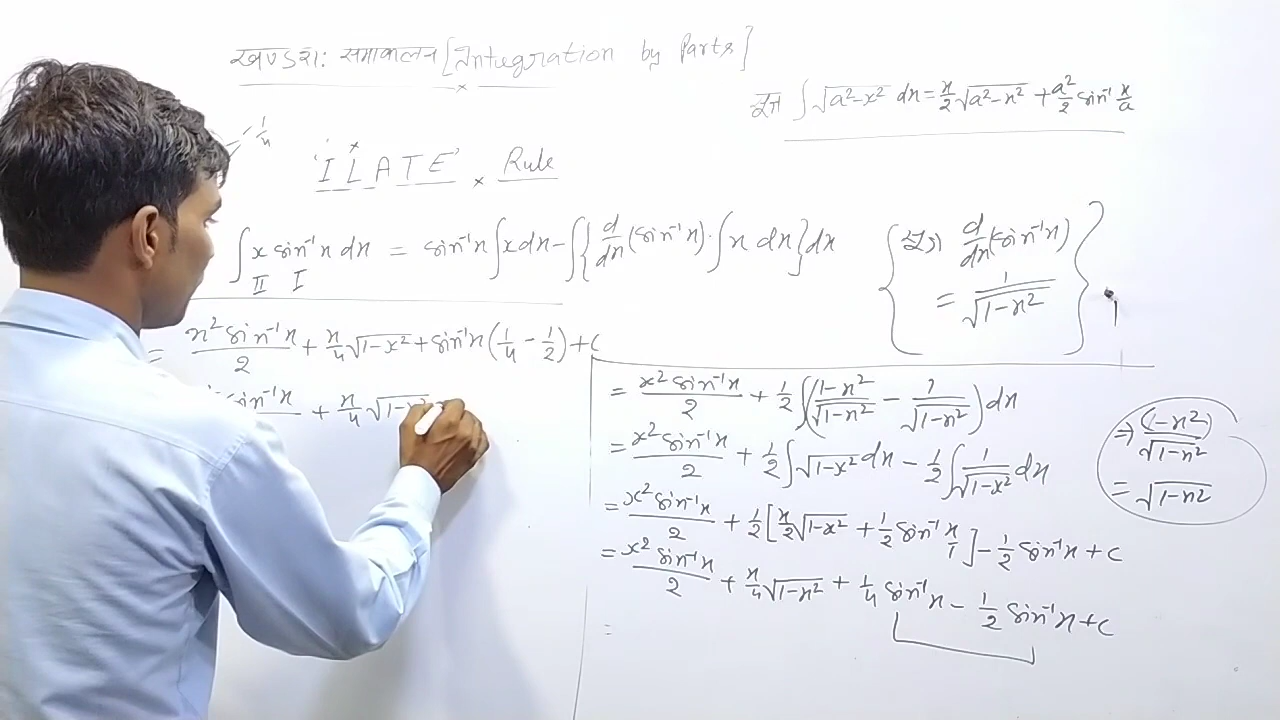 खण्डशः समाकलन [Integration by Parts]
सूत्र ∫√(a²-x²) dx = x/2 √(a²-x²) + a²/2 sin⁻¹ x/a
'ILATE' Rule
∫ x sin⁻¹x dx = sin⁻¹x ∫x dx - ∫{d/dx (sin⁻¹x) · ∫x dx} dx
II I
{सूत्र d/dx (sin⁻¹x)
= 1/√(1-x²)}
= x² sin⁻¹x/2 + x/4 √(1-x²) + sin⁻¹x (1/4 - 1/2) + c
sin⁻¹x + x/4 √(1-x²)
= x² sin⁻¹x/2 + 1/2 ∫((1-x²)/√(1-x²) - 1/√(1-x²)) dx
= x² sin⁻¹x/2 + 1/2 ∫√(1-x²) dx - 1/2 ∫ 1/√(1-x²) dx
= x² sin⁻¹x/2 + 1/2 [x/2 √(1-x²) + 1/2 sin⁻¹ x/1] - 1/2 sin⁻¹x + c
= x² sin⁻¹x/2 + x/4 √(1-x²) + 1/4 sin⁻¹x - 1/2 sin⁻¹x + c
=
⇒ (1-x²)/√(1-x²)
= √(1-x²)